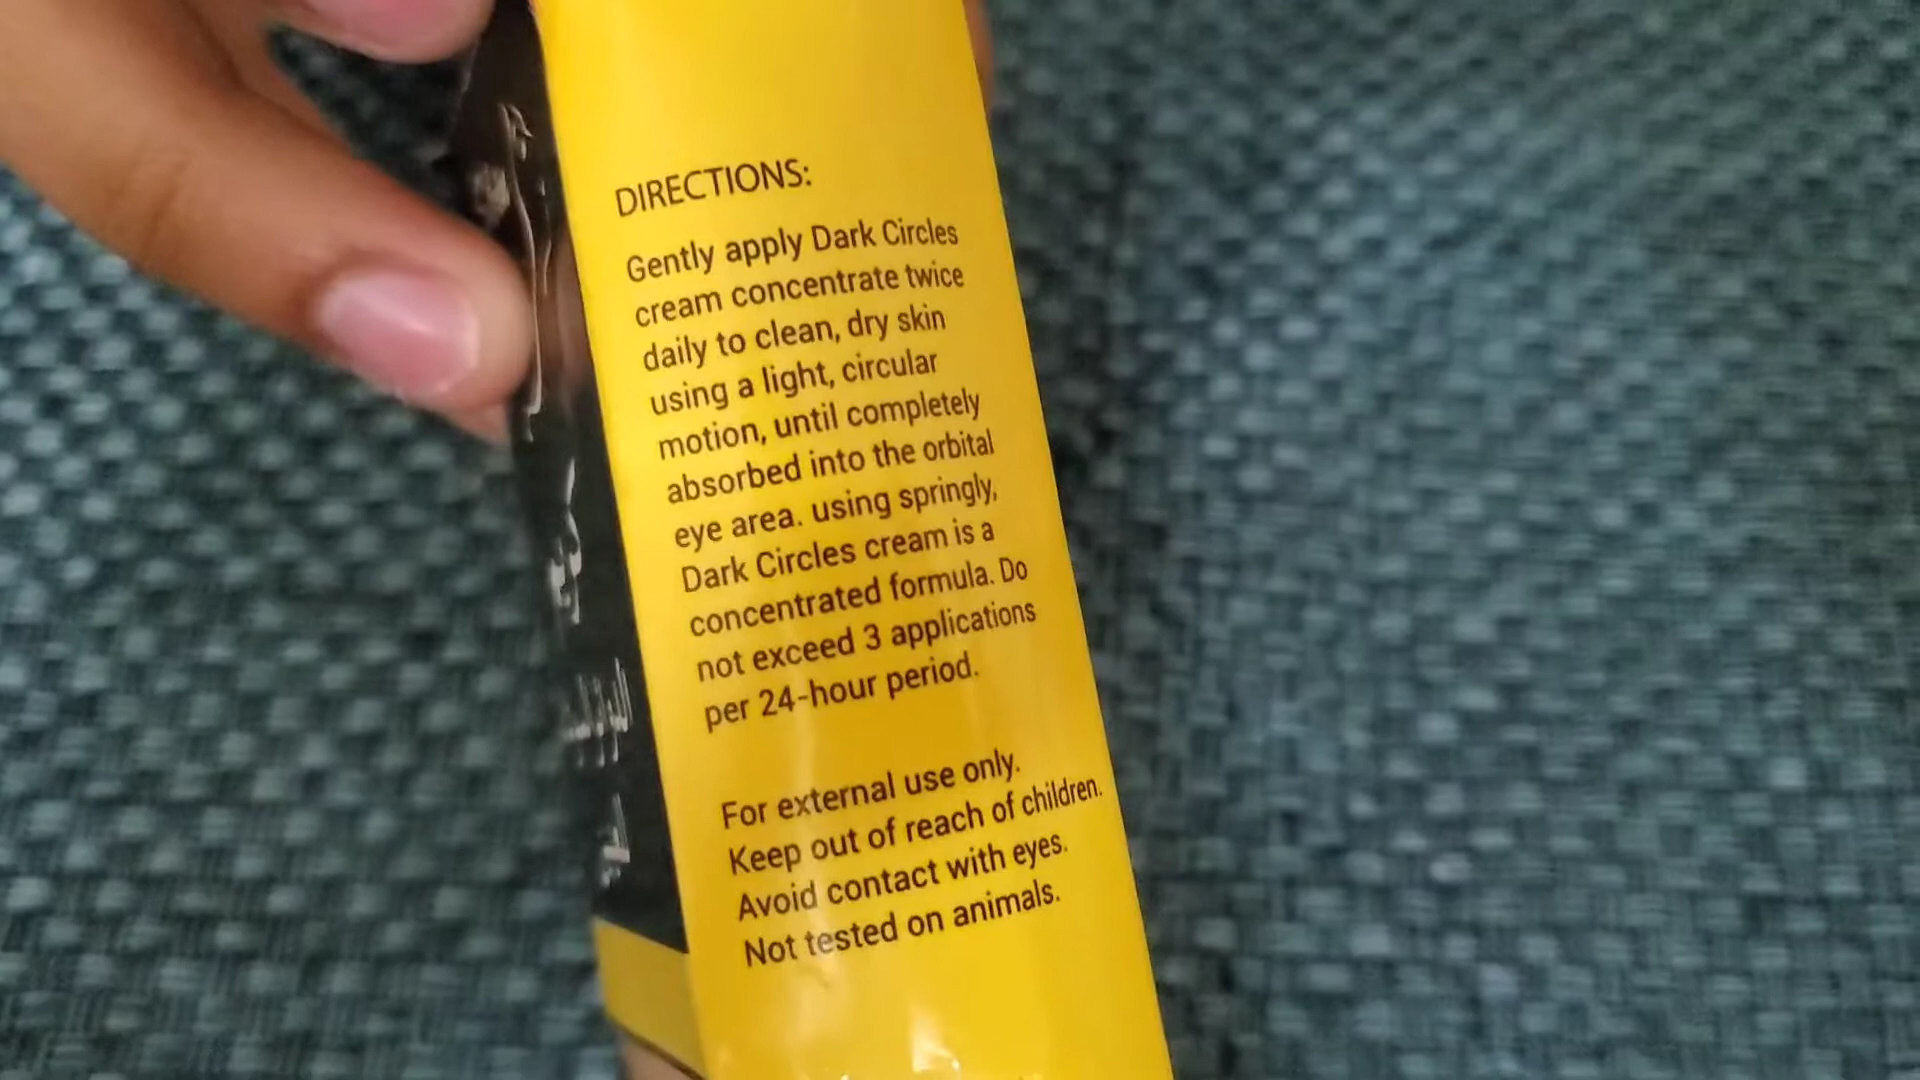 DIRECTIONS:
Gently apply Dark Circles
cream concentrate twice
daily to clean, dry skin
using a light, circular
motion, until completely
absorbed into the orbital
eye area. using springly,
Dark Circles cream is a
concentrated formula. Do
not exceed 3 applications
per 24-hour period.
For external use only.
Keep out of reach of children.
Avoid contact with eyes.
Not tested on animals.